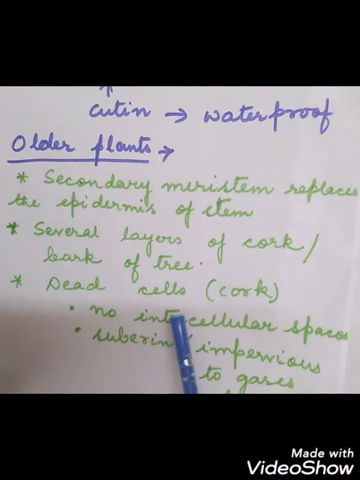 cutin → waterproof
Older plants →
* Secondary meristem replaces
the epidermis of stem
* Several layers of cork/
bark of tree.
* Dead cells (cork)
• no intercellular spaces
• suberin impervious
to gases
Made with
VideoShow